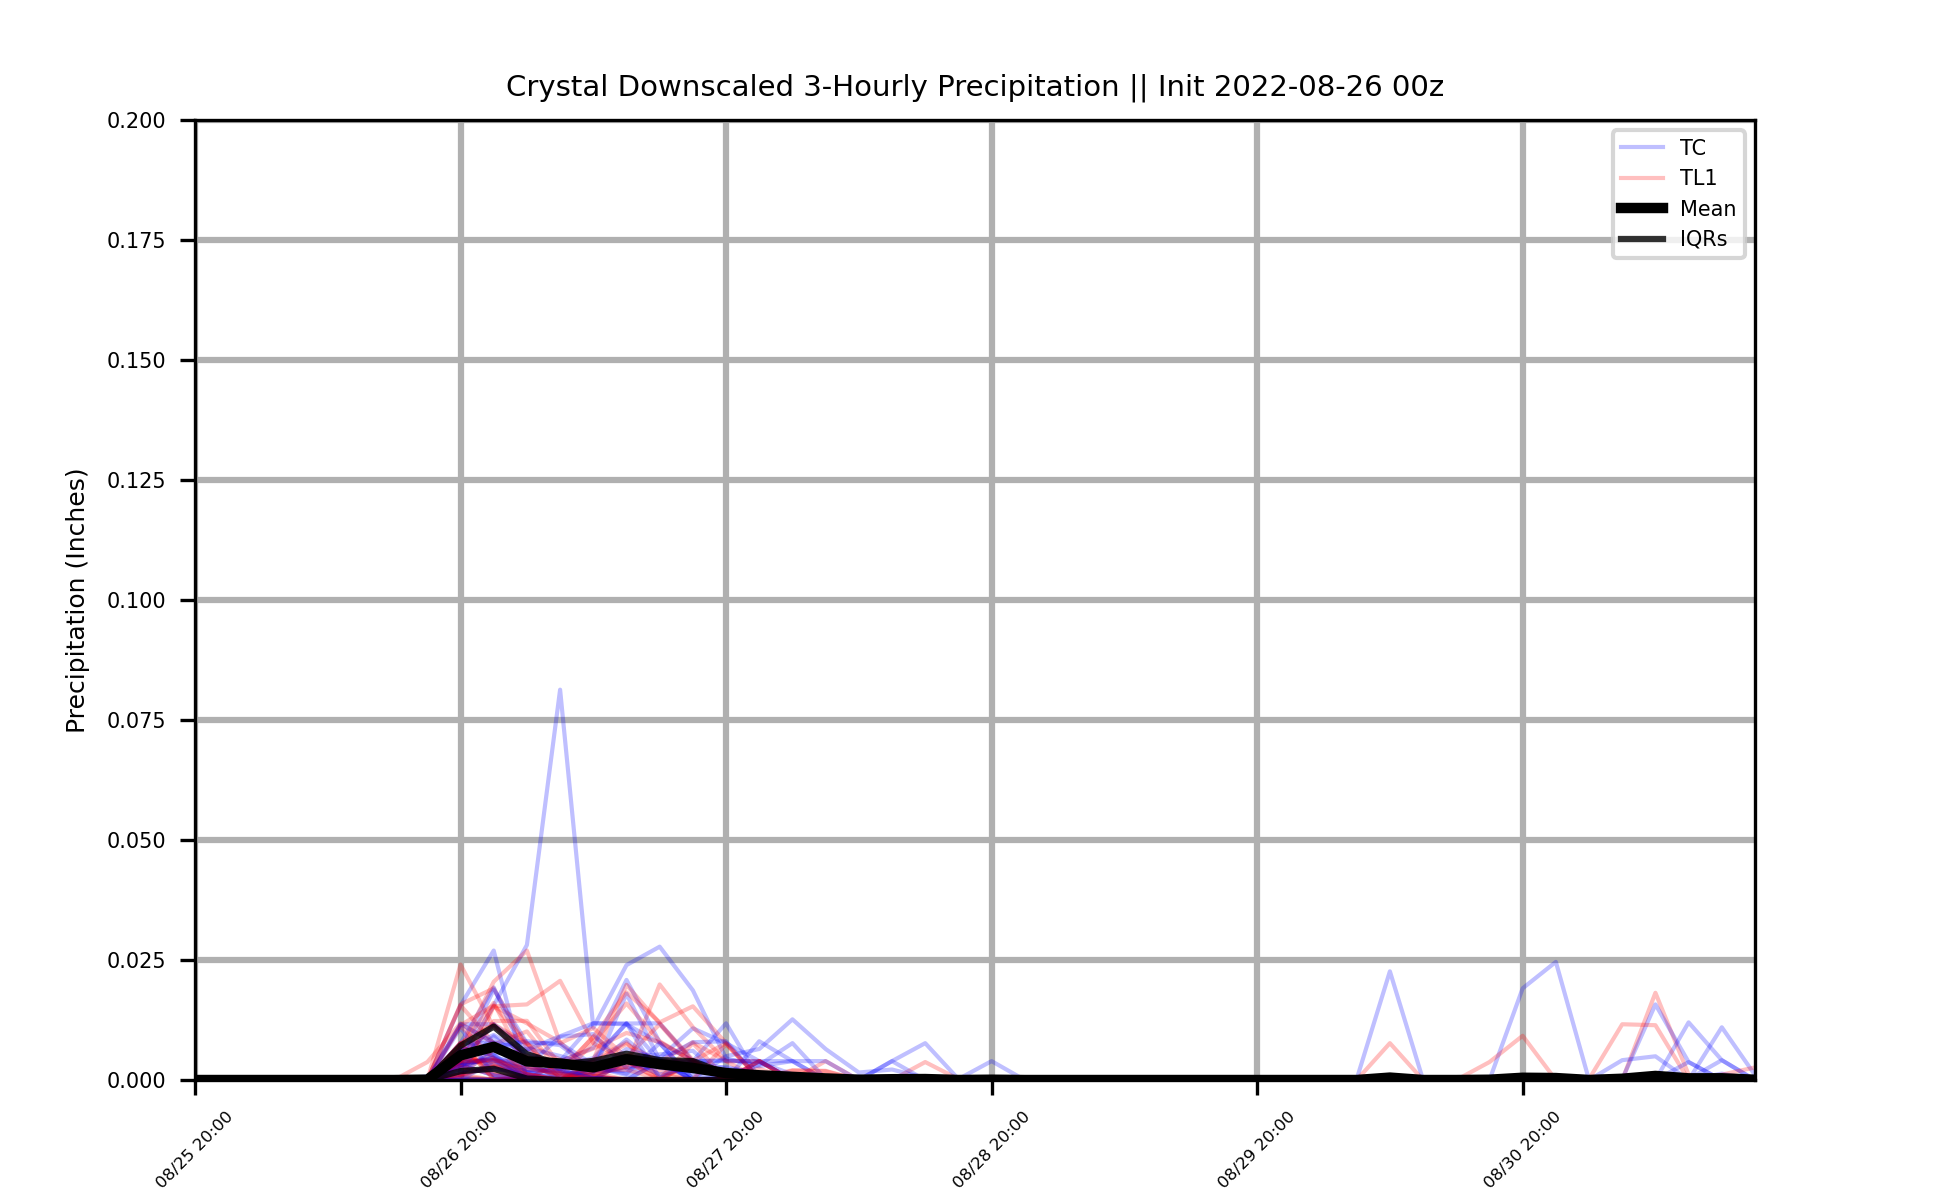 Crystal Downscaled 3-Hourly Precipitation || Init 2022-08-26 00z
TC
TL1
Mean
IQRs
Precipitation (Inches)
0.200
0.175
0.150
0.125
0.100
0.075
0.050
0.025
0.000
08/25 20:00
08/26 20:00
08/27 20:00
08/28 20:00
08/29 20:00
08/30 20:00